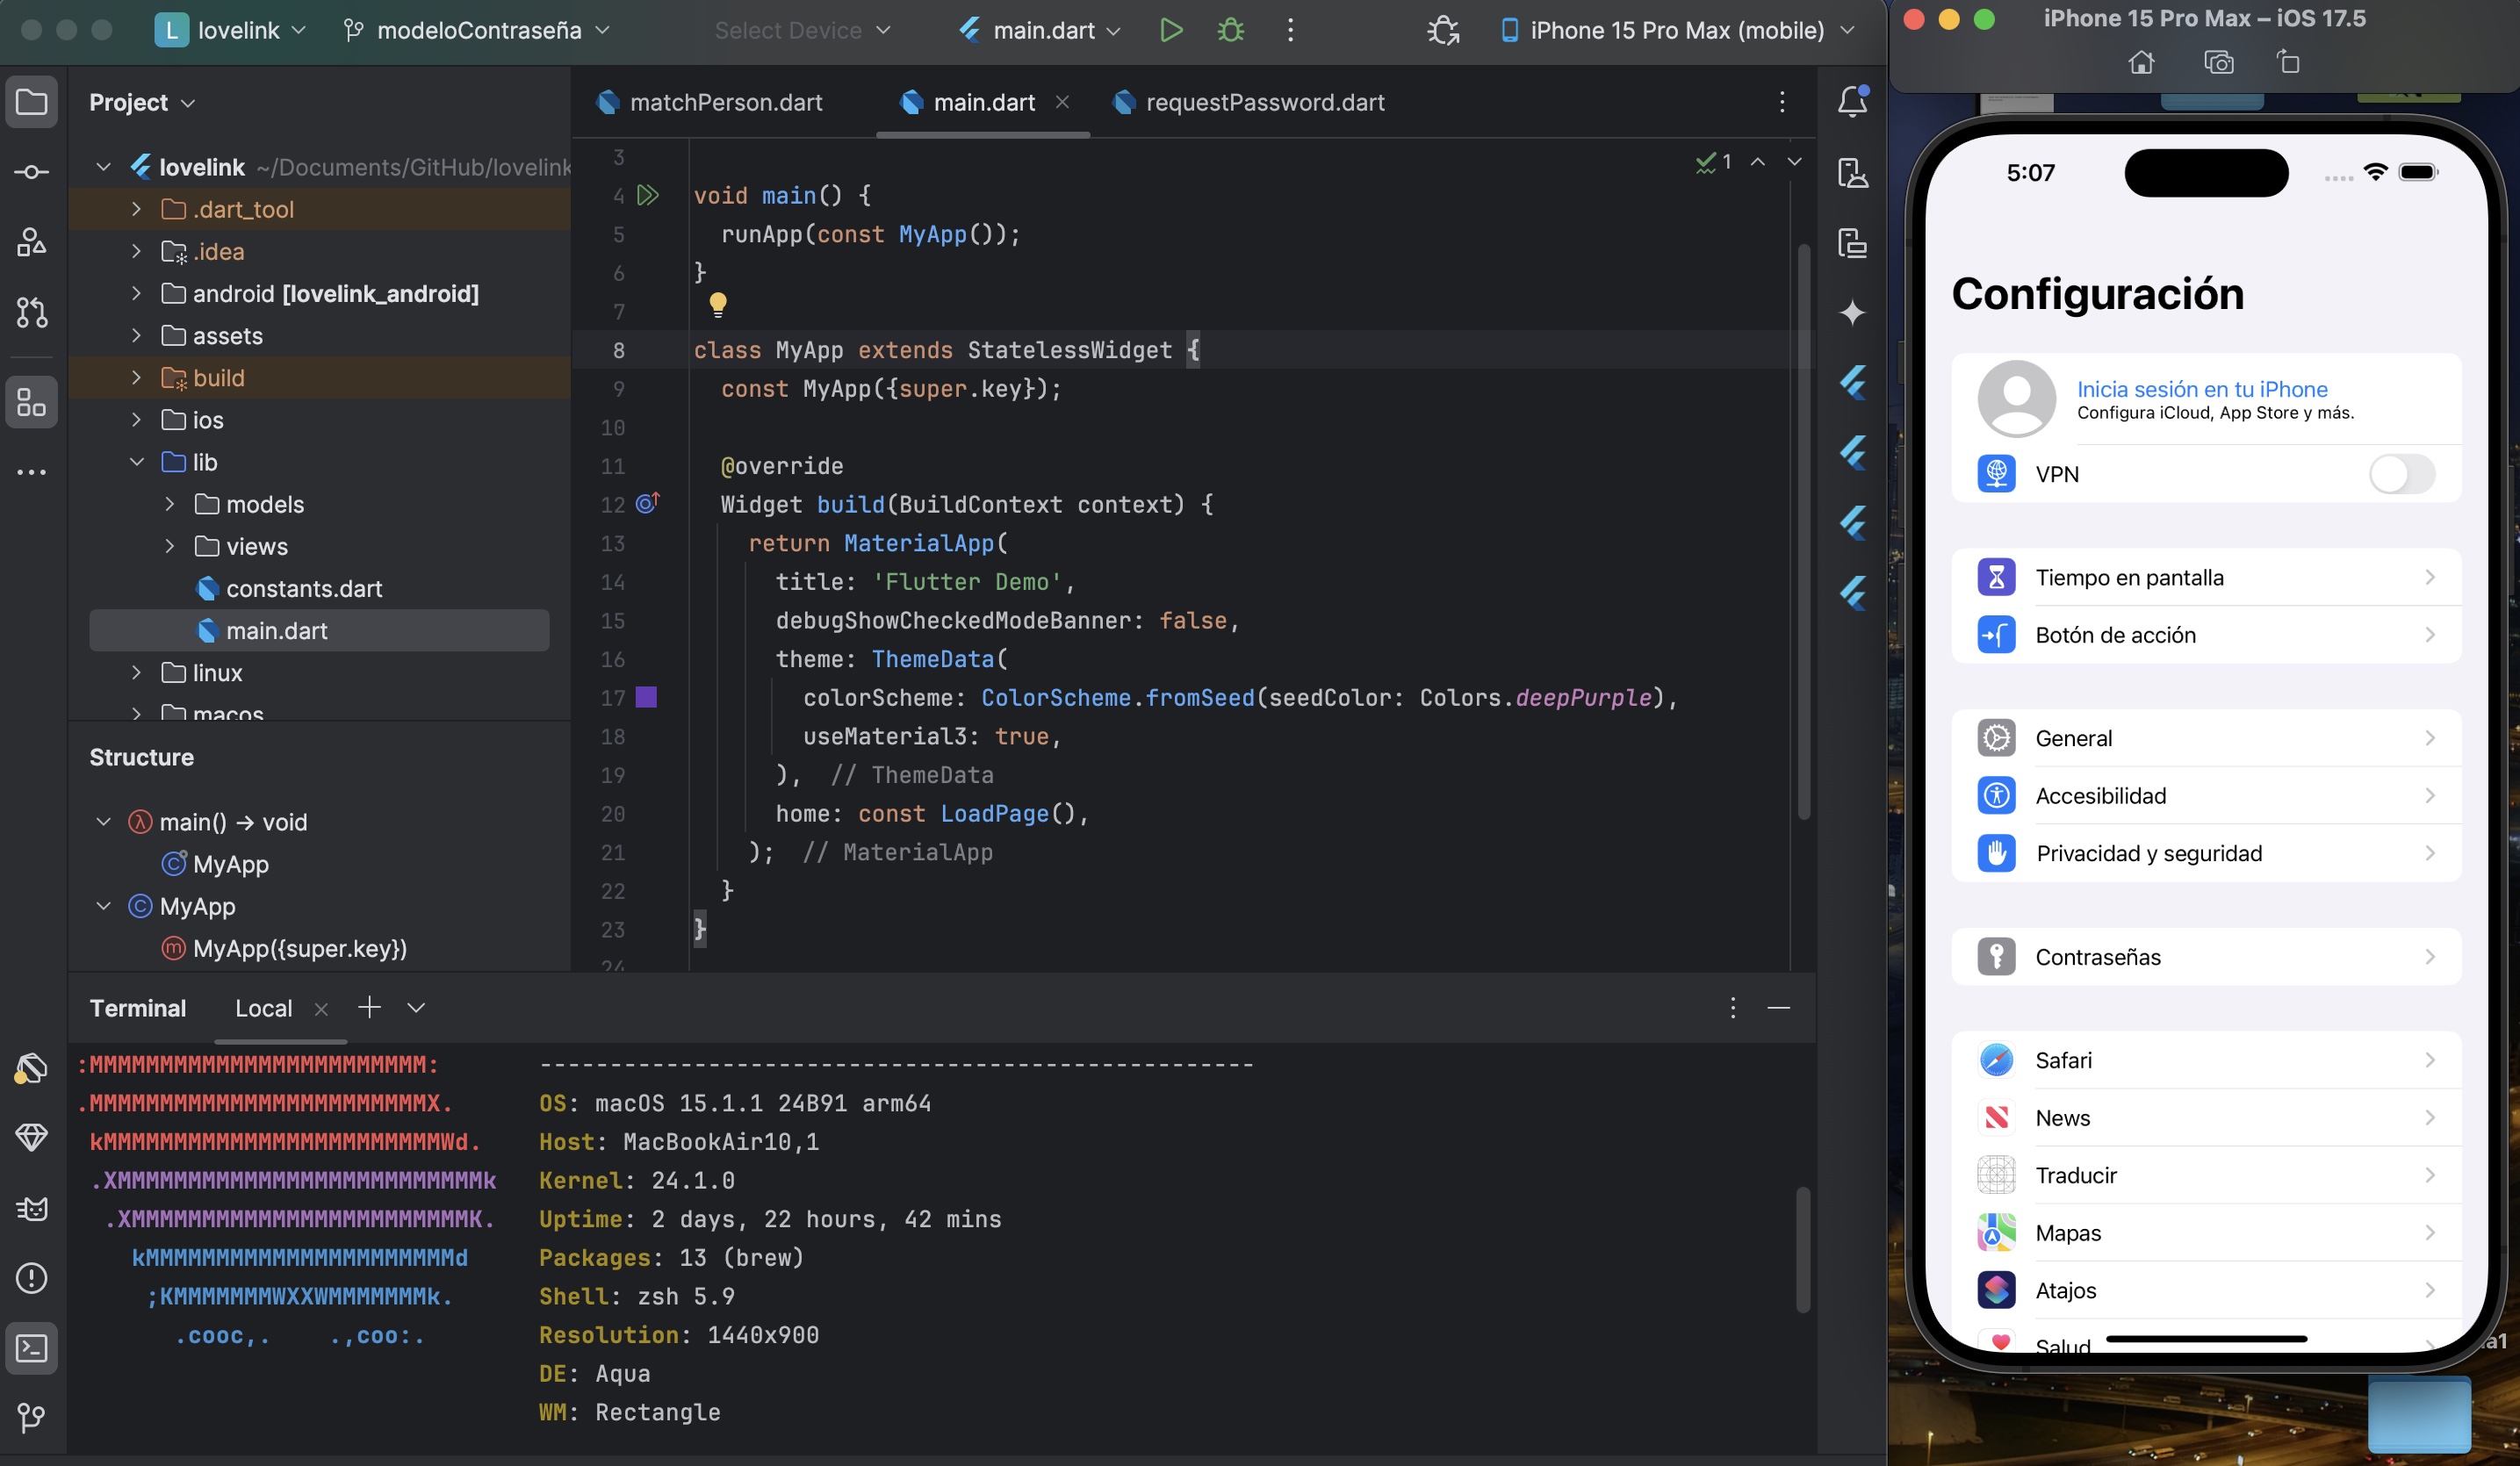 L lovelink
modeloContraseña
Select Device
main.dart
iPhone 15 Pro Max (mobile)
Project
lovelink ~/Documents/GitHub/lovelink
.dart_tool
.idea
android [lovelink_android]
assets
build
ios
lib
models
views
constants.dart
main.dart
linux
macos
Structure
main() → void
MyApp
MyApp
MyApp({super.key})
matchPerson.dart
main.dart
requestPassword.dart
1
3
4 void main() {
5 runApp(const MyApp());
6 }
7
8 class MyApp extends StatelessWidget {
9 const MyApp({super.key});
10
11 @override
12 Widget build(BuildContext context) {
13 return MaterialApp(
14 title: 'Flutter Demo',
15 debugShowCheckedModeBanner: false,
16 theme: ThemeData(
17 colorScheme: ColorScheme.fromSeed(seedColor: Colors.deepPurple),
18 useMaterial3: true,
19 ), // ThemeData
20 home: const LoadPage(),
21 ); // MaterialApp
22 }
23 }
24
Terminal
Local
:MMMMMMMMMMMMMMMMMMMMMMMM: ---------------------------------------------------
.MMMMMMMMMMMMMMMMMMMMMMMMX. OS: macOS 15.1.1 24B91 arm64
kMMMMMMMMMMMMMMMMMMMMMMMMWd. Host: MacBookAir10,1
.XMMMMMMMMMMMMMMMMMMMMMMMMMMk Kernel: 24.1.0
.XMMMMMMMMMMMMMMMMMMMMMMMMK. Uptime: 2 days, 22 hours, 42 mins
kMMMMMMMMMMMMMMMMMMMMMMd Packages: 13 (brew)
;KMMMMMMMWXXWMMMMMMMk. Shell: zsh 5.9
.cooc,. .,coo:. Resolution: 1440x900
DE: Aqua
WM: Rectangle
iPhone 15 Pro Max – iOS 17.5
5:07
Configuración
Inicia sesión en tu iPhone
Configura iCloud, App Store y más.
VPN
Tiempo en pantalla
Botón de acción
General
Accesibilidad
Privacidad y seguridad
Contraseñas
Safari
News
Traducir
Mapas
Atajos
Salud
a1